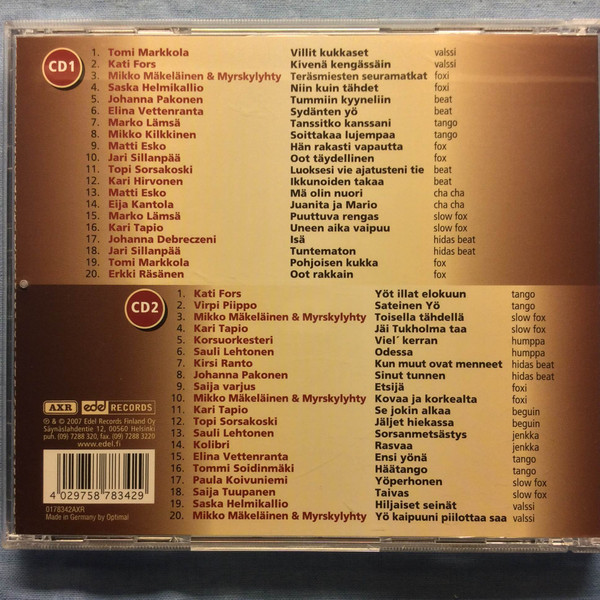 CD1
1. Tomi Markkola Villit kukkaset valssi
2. Kati Fors Kivenä kengässäin valssi
3. Mikko Mäkeläinen & Myrskylyhty Teräsmiesten seuramatkat foxi
4. Saska Helmikallio Niin kuin tähdet foxi
5. Johanna Pakonen Tummiin kyyneliin beat
6. Elina Vettenranta Sydänten yö beat
7. Marko Lämsä Tanssitko kanssani tango
8. Mikko Kilkkinen Soittakaa lujempaa tango
9. Matti Esko Hän rakasti vapautta fox
10. Jari Sillanpää Oot täydellinen fox
11. Topi Sorsakoski Luoksesi vie ajatusteni tie beat
12. Kari Hirvonen Ikkunoiden takaa beat
13. Matti Esko Mä olin nuori cha cha
14. Eija Kantola Juanita ja Mario cha cha
15. Marko Lämsä Puuttuva rengas slow fox
16. Kari Tapio Uneen aika vaipuu slow fox
17. Johanna Debreczeni Isä hidas beat
18. Jari Sillanpää Tuntematon hidas beat
19. Tomi Markkola Pohjoisen kukka fox
20. Erkki Räsänen Oot rakkain fox
CD2
1. Kati Fors Yöt illat elokuun tango
2. Virpi Piippo Sateinen Yö tango
3. Mikko Mäkeläinen & Myrskylyhty Toisella tähdellä slow fox
4. Kari Tapio Jäi Tukholma taa slow fox
5. Korsuorkesteri Viel´ kerran humppa
6. Sauli Lehtonen Odessa humppa
7. Kirsi Ranto Kun muut ovat menneet hidas beat
8. Johanna Pakonen Sinut tunnen hidas beat
9. Saija varjus Etsijä foxi
10. Mikko Mäkeläinen & Myrskylyhty Kovaa ja korkealta foxi
11. Kari Tapio Se jokin alkaa beguin
12. Topi Sorsakoski Jäljet hiekassa beguin
13. Sauli Lehtonen Sorsanmetsästys jenkka
14. Kolibri Rasvaa jenkka
15. Elina Vettenranta Ensi yönä tango
16. Tommi Soidinmäki Häätango tango
17. Paula Koivuniemi Yöperhonen slow fox
18. Saija Tuupanen Taivas slow fox
19. Saska Helmikallio Hiljaiset seinät valssi
20. Mikko Mäkeläinen & Myrskylyhty Yö kaipuuni piilottaa saa valssi
AXR edel RECORDS
℗ & © 2007 Edel Records Finland Oy
Säynäslahdentie 12, 00560 Helsinki
puh. (09) 7288 320, fax. (09) 7288 3220
www.edel.fi
4 029758 783429
0178342AXR
Made in Germany by Optimal